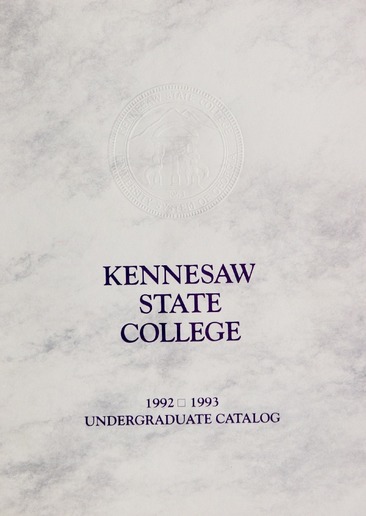 KENNESAW
STATE
COLLEGE
1992 □ 1993
UNDERGRADUATE CATALOG